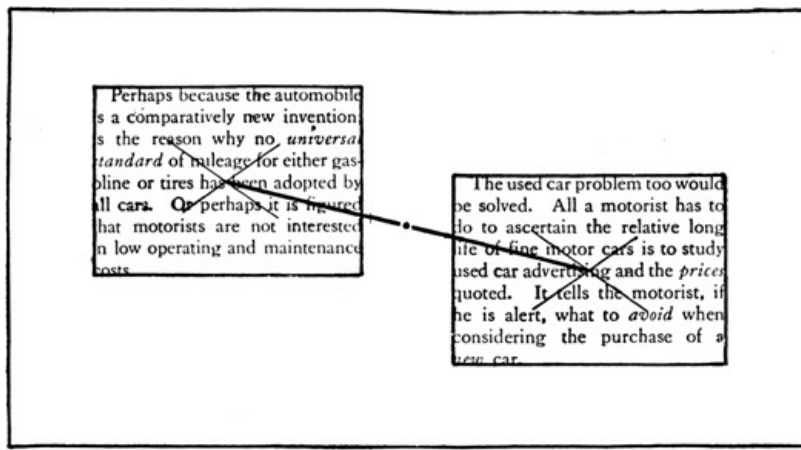 Perhaps because the automobile
s a comparatively new invention
s the reason why no universal
tandard of mileage for either gas-
oline or tires has been adopted by
all cars. Or perhaps it is figured
that motorists are not interested
n low operating and maintenance
costs
The used car problem too would
be solved. All a motorist has to
do to ascertain the relative long
life of fine motor cars is to study
used car advertising and the prices
quoted. It tells the motorist, if
he is alert, what to avoid when
considering the purchase of a
new car.